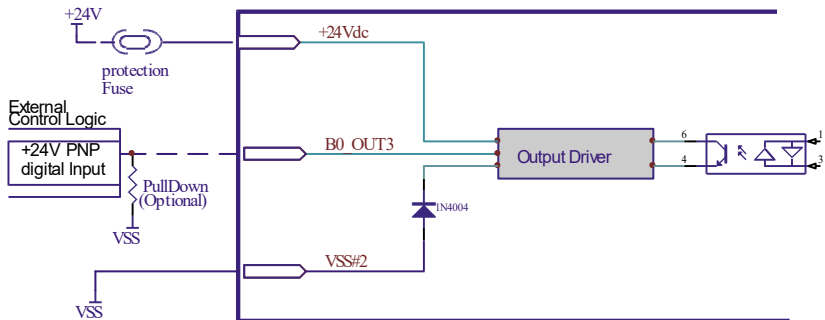 +24V
+24Vdc
protection
Fuse
External
Control Logic
+24V PNP
digital Input
PullDown
(Optional)
VSS
B0_OUT3
Output Driver
6
4
1
3
1N4004
VSS#2
VSS